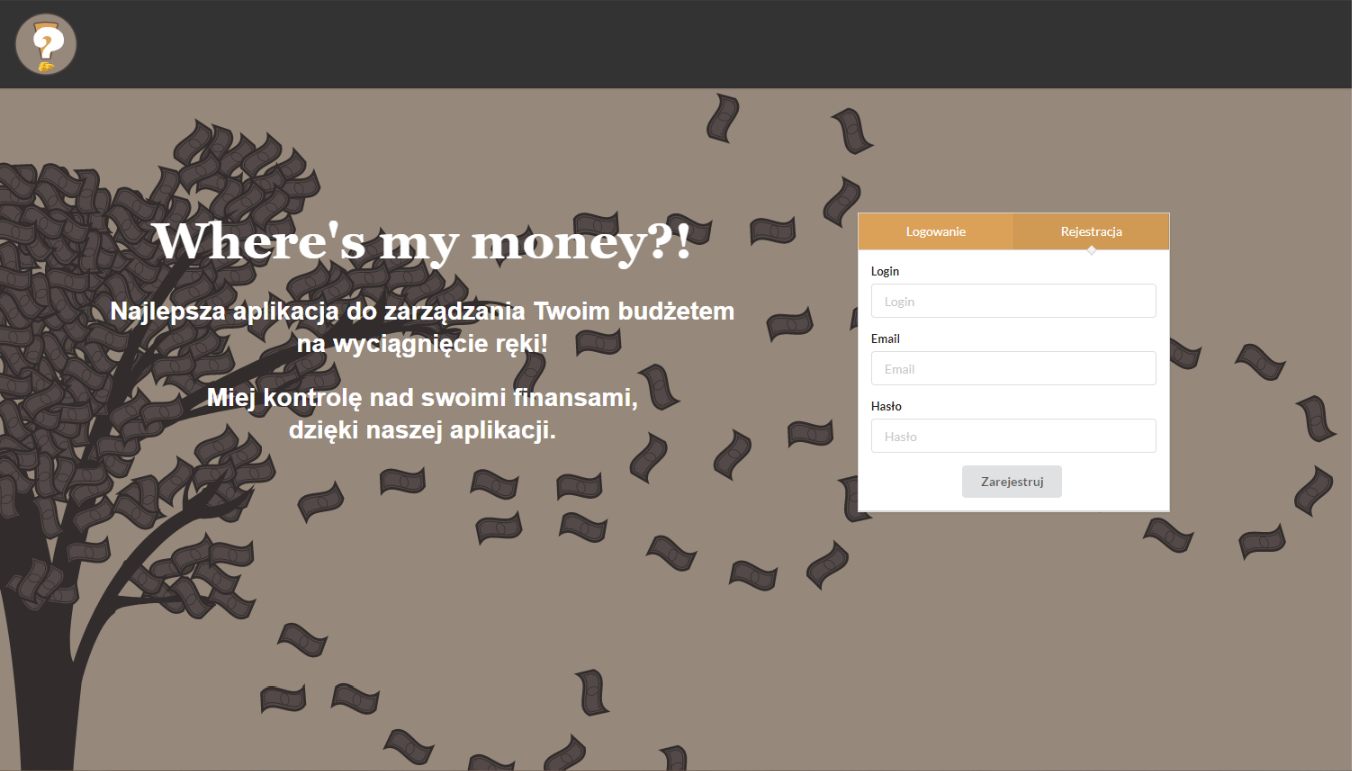 ?
Where's my money?!
Najlepsza aplikacja do zarządzania Twoim budżetem
na wyciągnięcie ręki!
Miej kontrolę nad swoimi finansami,
dzięki naszej aplikacji.
Logowanie
Rejestracja
Login
Login
Email
Email
Hasło
Hasło
Zarejestruj